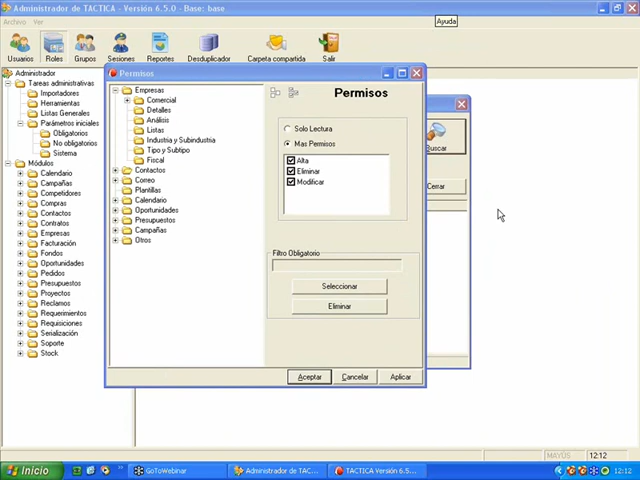 Administrador de TACTICA - Versión 6.5.0 - Base: base
Archivo Ver
Ayuda
Usuarios Roles Grupos Sesiones Reportes Desduplicador Carpeta compartida Salir
Administrador
Tareas administrativas
Importadores
Herramientas
Listas Generales
Parámetros iniciales
Obligatorios
No obligatorios
Sistema
Módulos
Calendario
Campañas
Competidores
Compras
Contactos
Contratos
Empresas
Facturación
Fondos
Oportunidades
Pedidos
Presupuestos
Proyectos
Reclamos
Requerimientos
Requisiciones
Serialización
Soporte
Stock
Permisos
Empresas
Comercial
Detalles
Análisis
Listas
Industria y Subindustria
Tipo y Subtipo
Fiscal
Contactos
Correo
Plantillas
Calendario
Oportunidades
Presupuestos
Campañas
Otros
Permisos
Solo Lectura
Mas Permisos
Alta
Eliminar
Modificar
Filtro Obligatorio
Seleccionar
Eliminar
Aceptar Cancelar Aplicar
Buscar
Cerrar
MAYÚS 12:12
Inicio GoToWebinar Administrador de TAC... TACTICA Versión 6.5... 12:12